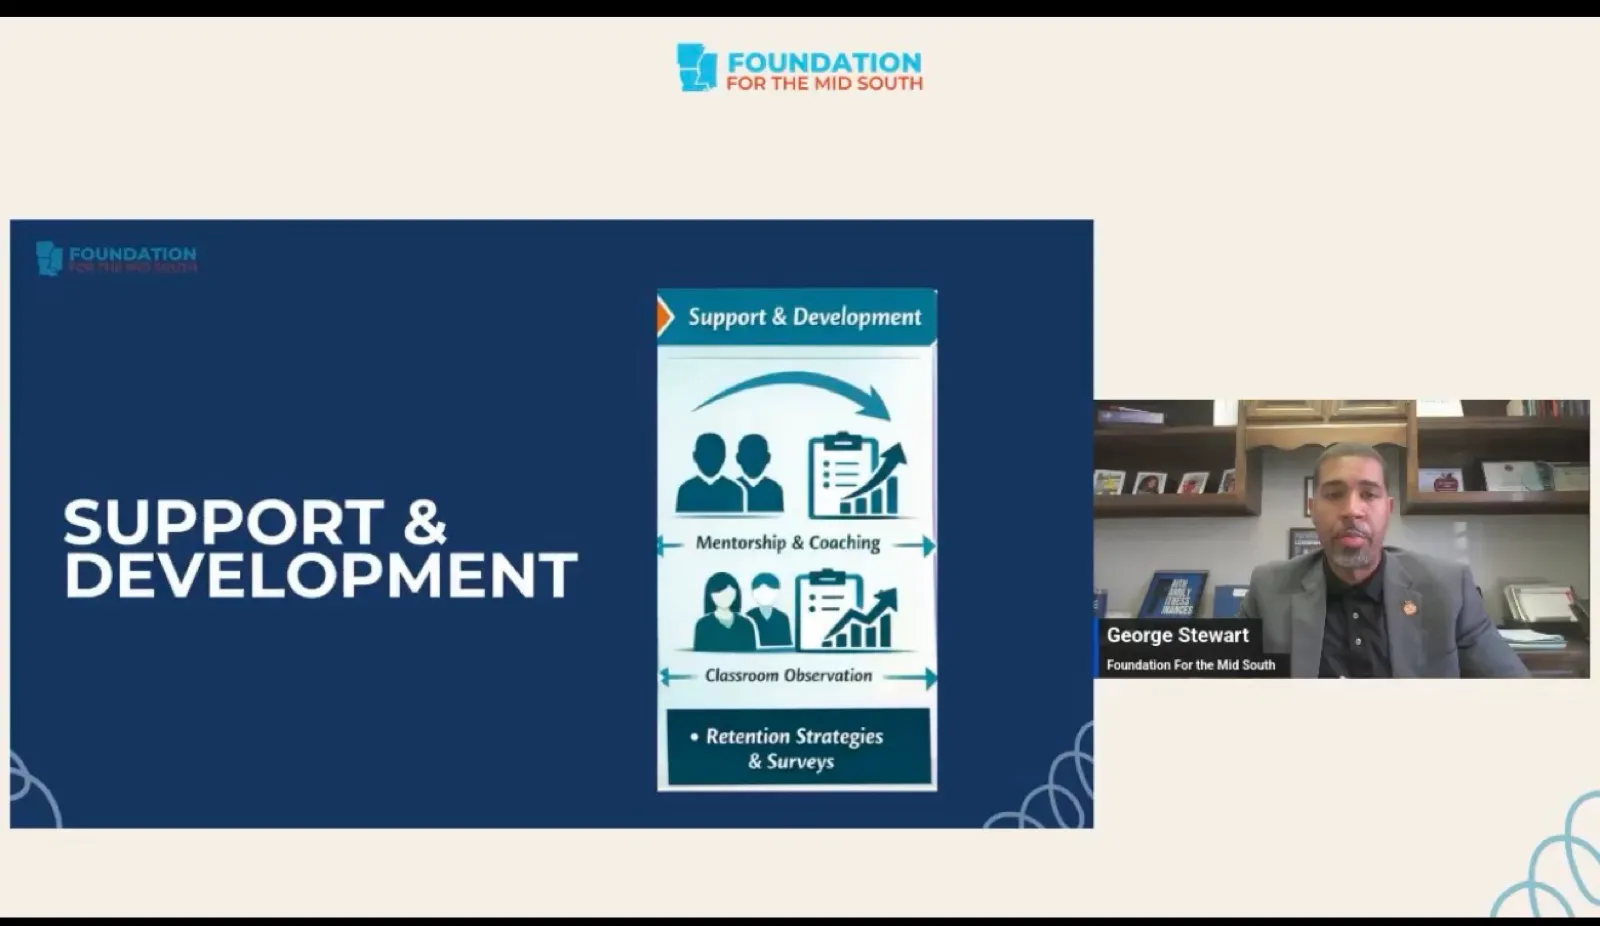 FOUNDATION
FOR THE MID SOUTH
FOUNDATION
FOR THE MID SOUTH
SUPPORT &
DEVELOPMENT
Support & Development
Mentorship & Coaching
Classroom Observation
• Retention Strategies
& Surveys
George Stewart
Foundation For the Mid South